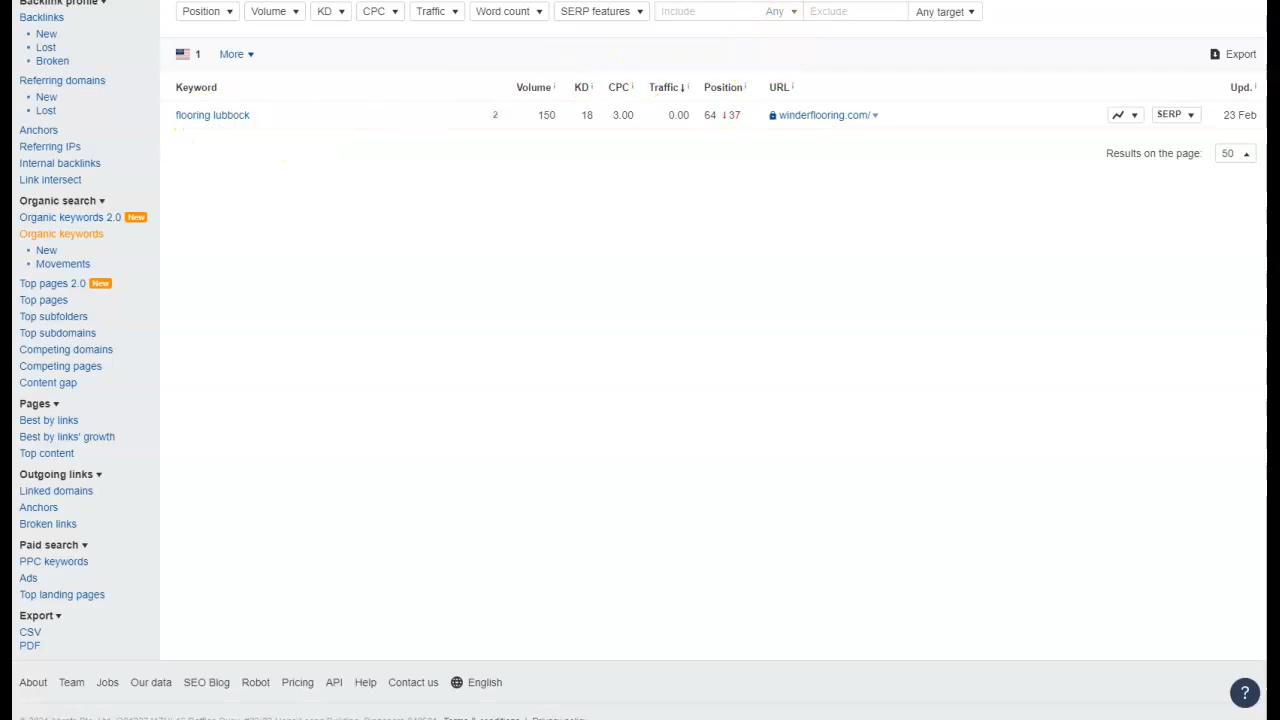 Backlink profile
Position Volume KD CPC Traffic Word count SERP features Include Any Exclude Any target
Backlinks
New
Lost
Broken
Referring domains
New
Lost
Anchors
Referring IPs
Internal backlinks
Link intersect
Organic search
Organic keywords 2.0 New
Organic keywords
New
Movements
Top pages 2.0 New
Top pages
Top subfolders
Top subdomains
Competing domains
Competing pages
Content gap
Pages
Best by links
Best by links' growth
Top content
Outgoing links
Linked domains
Anchors
Broken links
Paid search
PPC keywords
Ads
Top landing pages
Export
CSV
PDF
1 More Export
Keyword Volume i KD i CPC i Traffic ↓ i Position i URL i Upd. i
flooring lubbock 2 150 18 3.00 0.00 64 ↓37 winderflooring.com/ SERP 23 Feb
Results on the page: 50
About Team Jobs Our data SEO Blog Robot Pricing API Help Contact us English
?